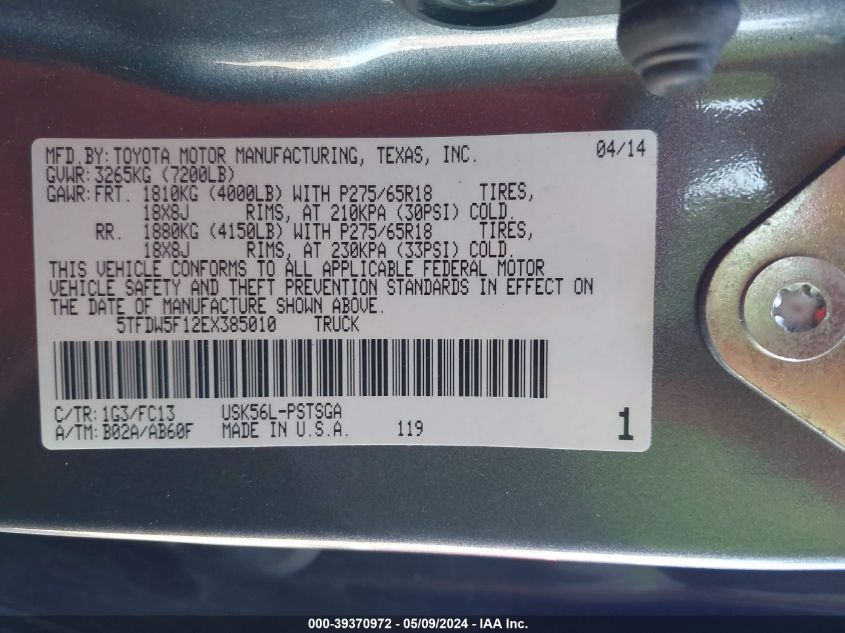 MFD.BY: TOYOTA MOTOR MANUFACTURING, TEXAS, INC. 04/14
GVWR: 3265KG (7200LB)
GAWR: FRT. 1810KG (4000LB) WITH P275/65R18 TIRES,
18X8J RIMS, AT 210KPA (30PSI) COLD.
RR. 1880KG (4150LB) WITH P275/65R18 TIRES,
18X8J RIMS, AT 230KPA (33PSI) COLD.
THIS VEHICLE CONFORMS TO ALL APPLICABLE FEDERAL MOTOR
VEHICLE SAFETY AND THEFT PREVENTION STANDARDS IN EFFECT ON
THE DATE OF MANUFACTURE SHOWN ABOVE.
5TFDW5F12EX385010 TRUCK
C/TR: 1G3/FC13 USK56L-PSTSGA
A/TM: B02A/AB60F MADE IN U.S.A. 119 1
000-39370972 - 05/09/2024 - IAA Inc.